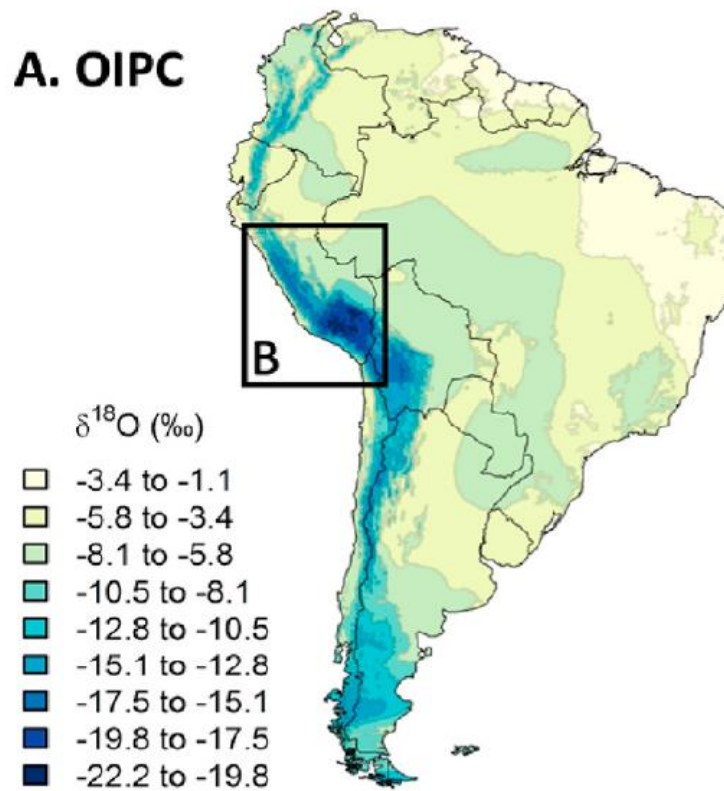 A. OIPC
B
δ¹⁸O (‰)
-3.4 to -1.1
-5.8 to -3.4
-8.1 to -5.8
-10.5 to -8.1
-12.8 to -10.5
-15.1 to -12.8
-17.5 to -15.1
-19.8 to -17.5
-22.2 to -19.8